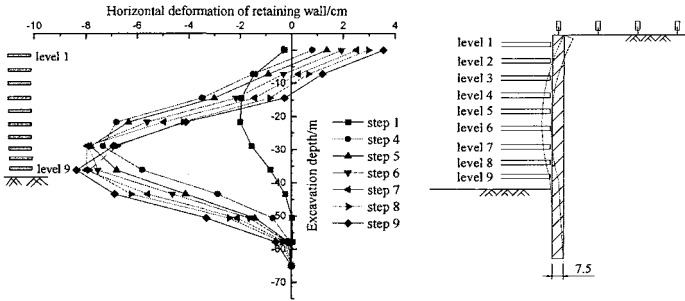 Horizontal deformation of retaining wall/cm
-10 -8 -6 -4 -2 0 2 4
level 1
level 9
-10
-20
-30
-40
-50
-60
-70
Excavation depth/m
step 1
step 4
step 5
step 6
step 7
step 8
step 9
level 1
level 2
level 3
level 4
level 5
level 6
level 7
level 8
level 9
7.5